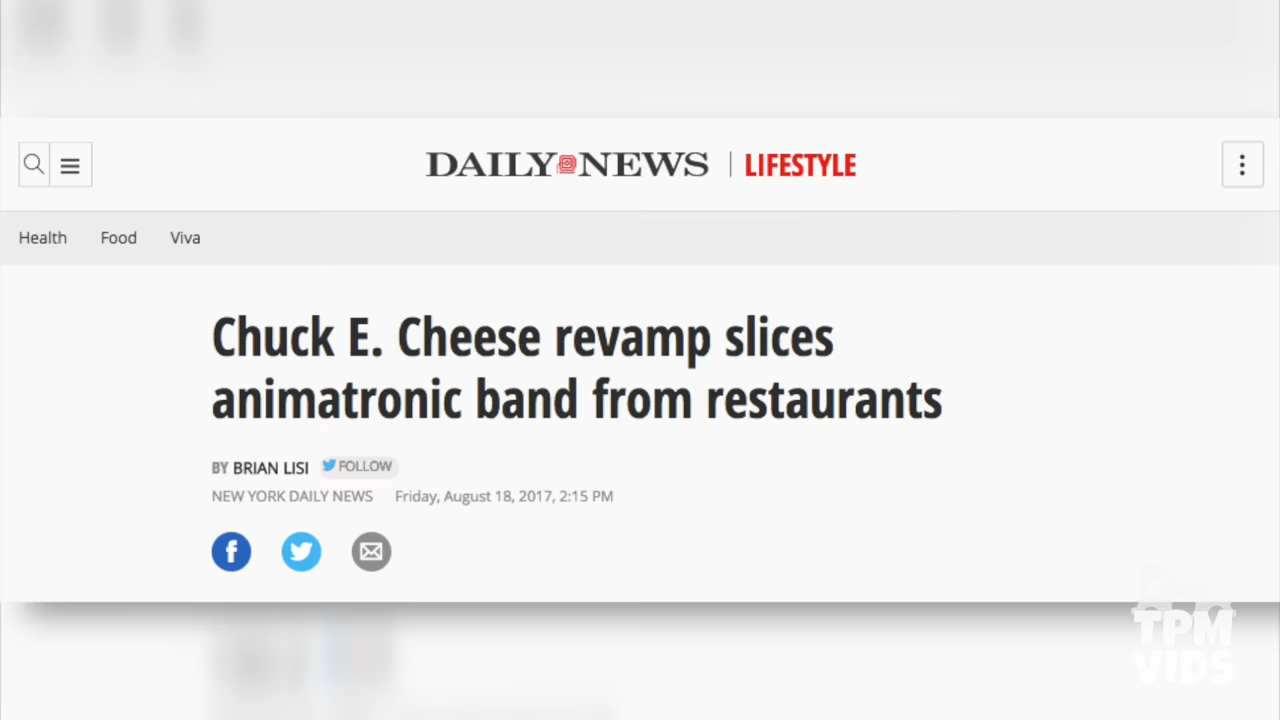 DAILY NEWS | LIFESTYLE
Health Food Viva
Chuck E. Cheese revamp slices
animatronic band from restaurants
BY BRIAN LISI FOLLOW
NEW YORK DAILY NEWS Friday, August 18, 2017, 2:15 PM
TPM
VIDS